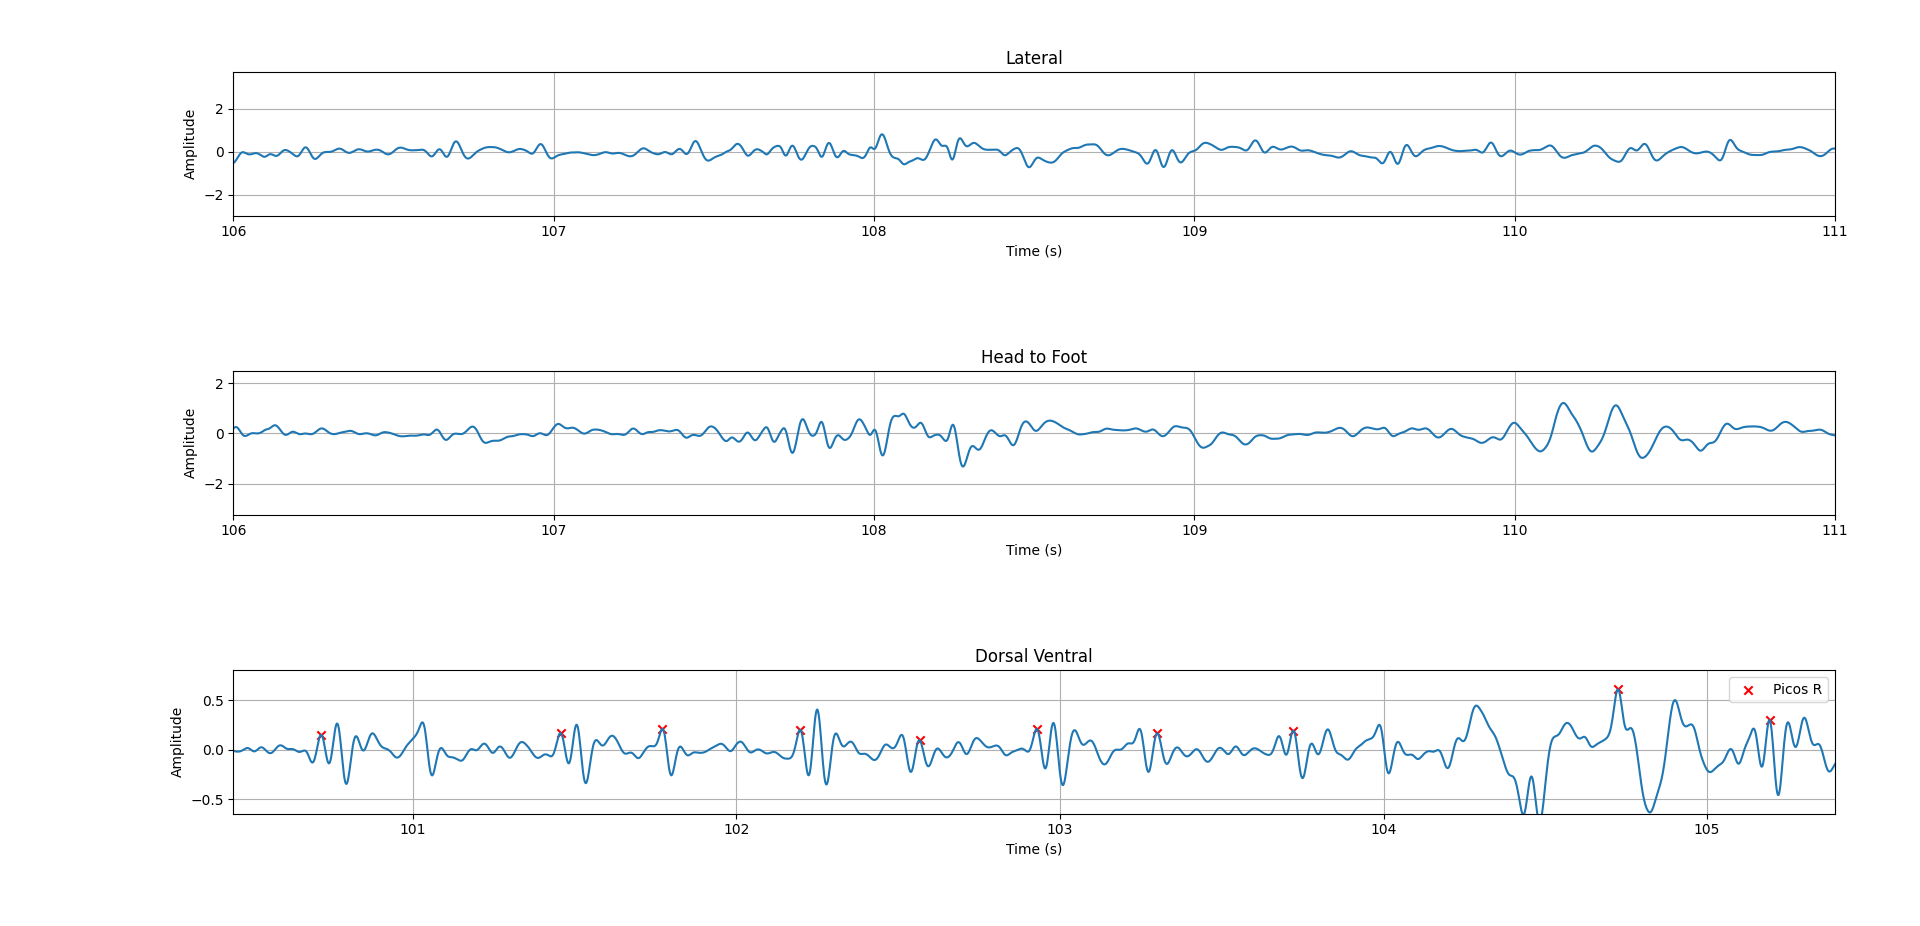 Lateral
Amplitude
2
0
−2
106 107 108 109 110 111
Time (s)
Head to Foot
Amplitude
2
0
−2
106 107 108 109 110 111
Time (s)
Dorsal Ventral
Amplitude
0.5
0.0
−0.5
Picos R
101 102 103 104 105
Time (s)